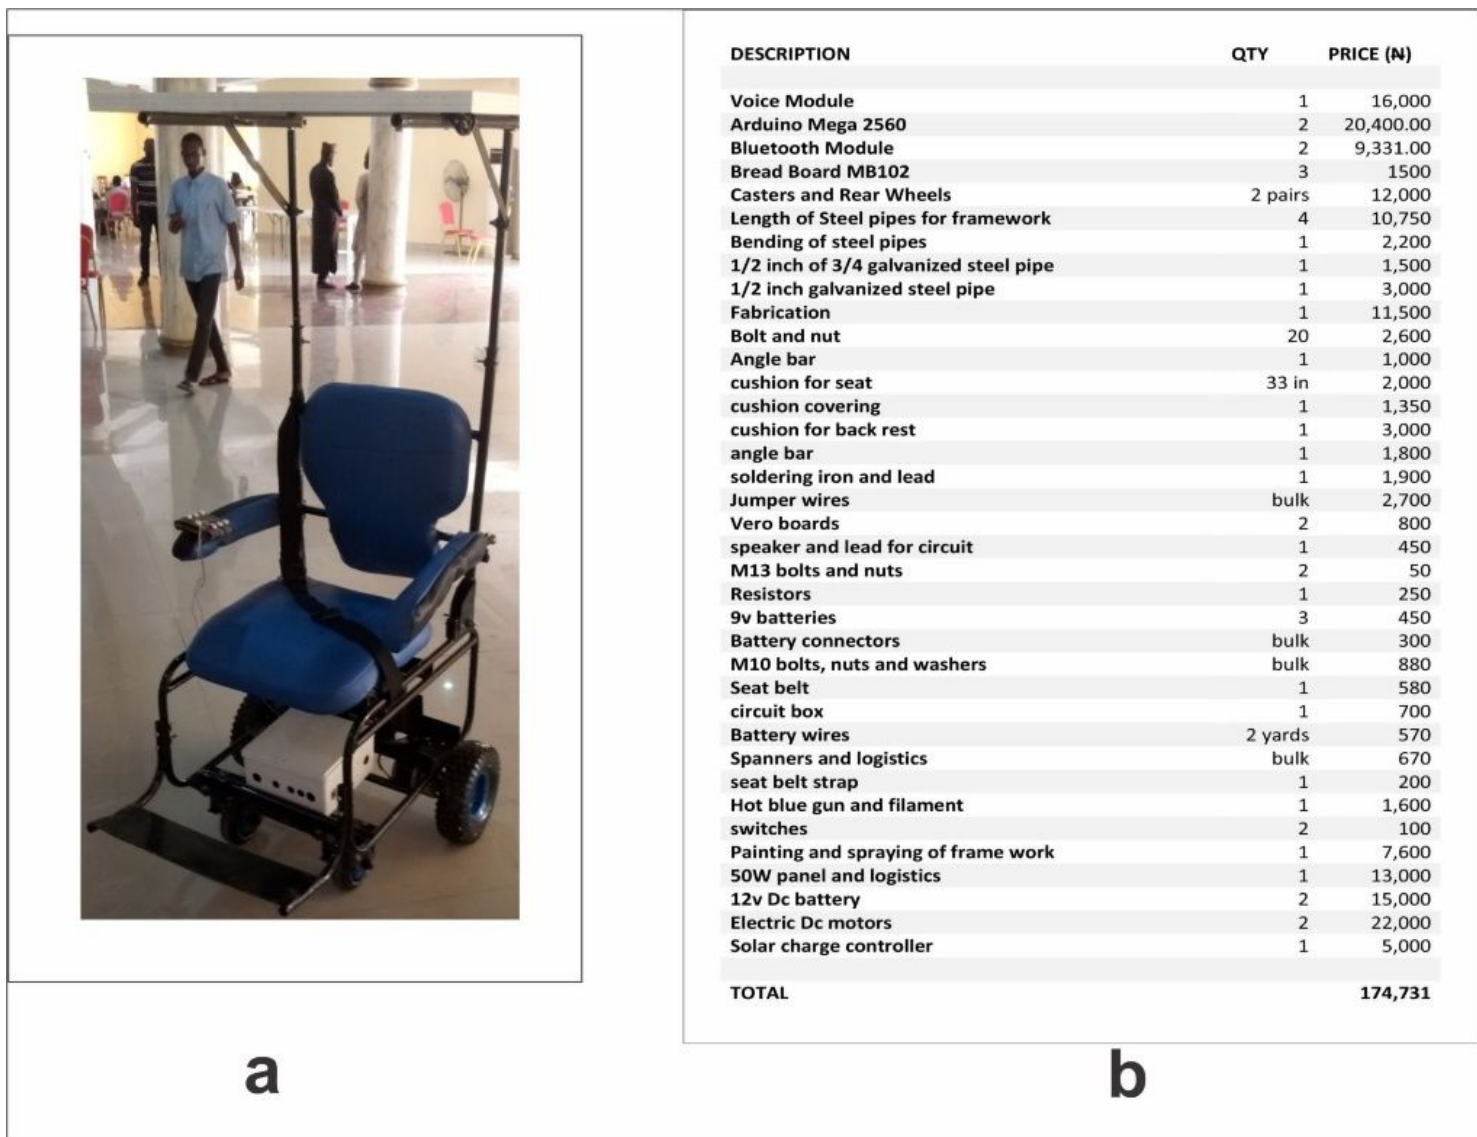 DESCRIPTION QTY PRICE (₦)
Voice Module 1 16,000
Arduino Mega 2560 2 20,400.00
Bluetooth Module 2 9,331.00
Bread Board MB102 3 1500
Casters and Rear Wheels 2 pairs 12,000
Length of Steel pipes for framework 4 10,750
Bending of steel pipes 1 2,200
1/2 inch of 3/4 galvanized steel pipe 1 1,500
1/2 inch galvanized steel pipe 1 3,000
Fabrication 1 11,500
Bolt and nut 20 2,600
Angle bar 1 1,000
cushion for seat 33 in 2,000
cushion covering 1 1,350
cushion for back rest 1 3,000
angle bar 1 1,800
soldering iron and lead 1 1,900
Jumper wires bulk 2,700
Vero boards 2 800
speaker and lead for circuit 1 450
M13 bolts and nuts 2 50
Resistors 1 250
9v batteries 3 450
Battery connectors bulk 300
M10 bolts, nuts and washers bulk 880
Seat belt 1 580
circuit box 1 700
Battery wires 2 yards 570
Spanners and logistics bulk 670
seat belt strap 1 200
Hot blue gun and filament 1 1,600
switches 2 100
Painting and spraying of frame work 1 7,600
50W panel and logistics 1 13,000
12v Dc battery 2 15,000
Electric Dc motors 2 22,000
Solar charge controller 1 5,000
TOTAL 174,731
a
b